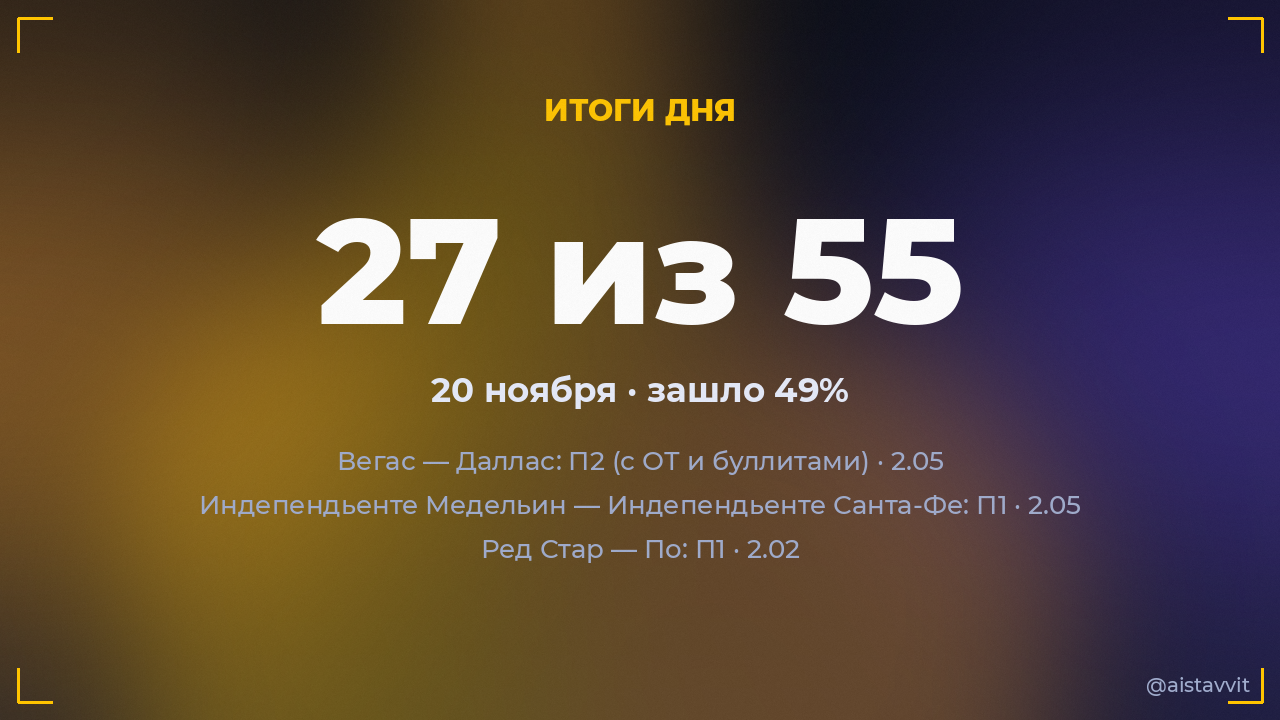 ИТОГИ ДНЯ
27 из 55
20 ноября · зашло 49%
Вегас — Даллас: П2 (с ОТ и буллитами) · 2.05
Индепендьенте Медельин — Индепендьенте Санта-Фе: П1 · 2.05
Ред Стар — По: П1 · 2.02
@aistavvit